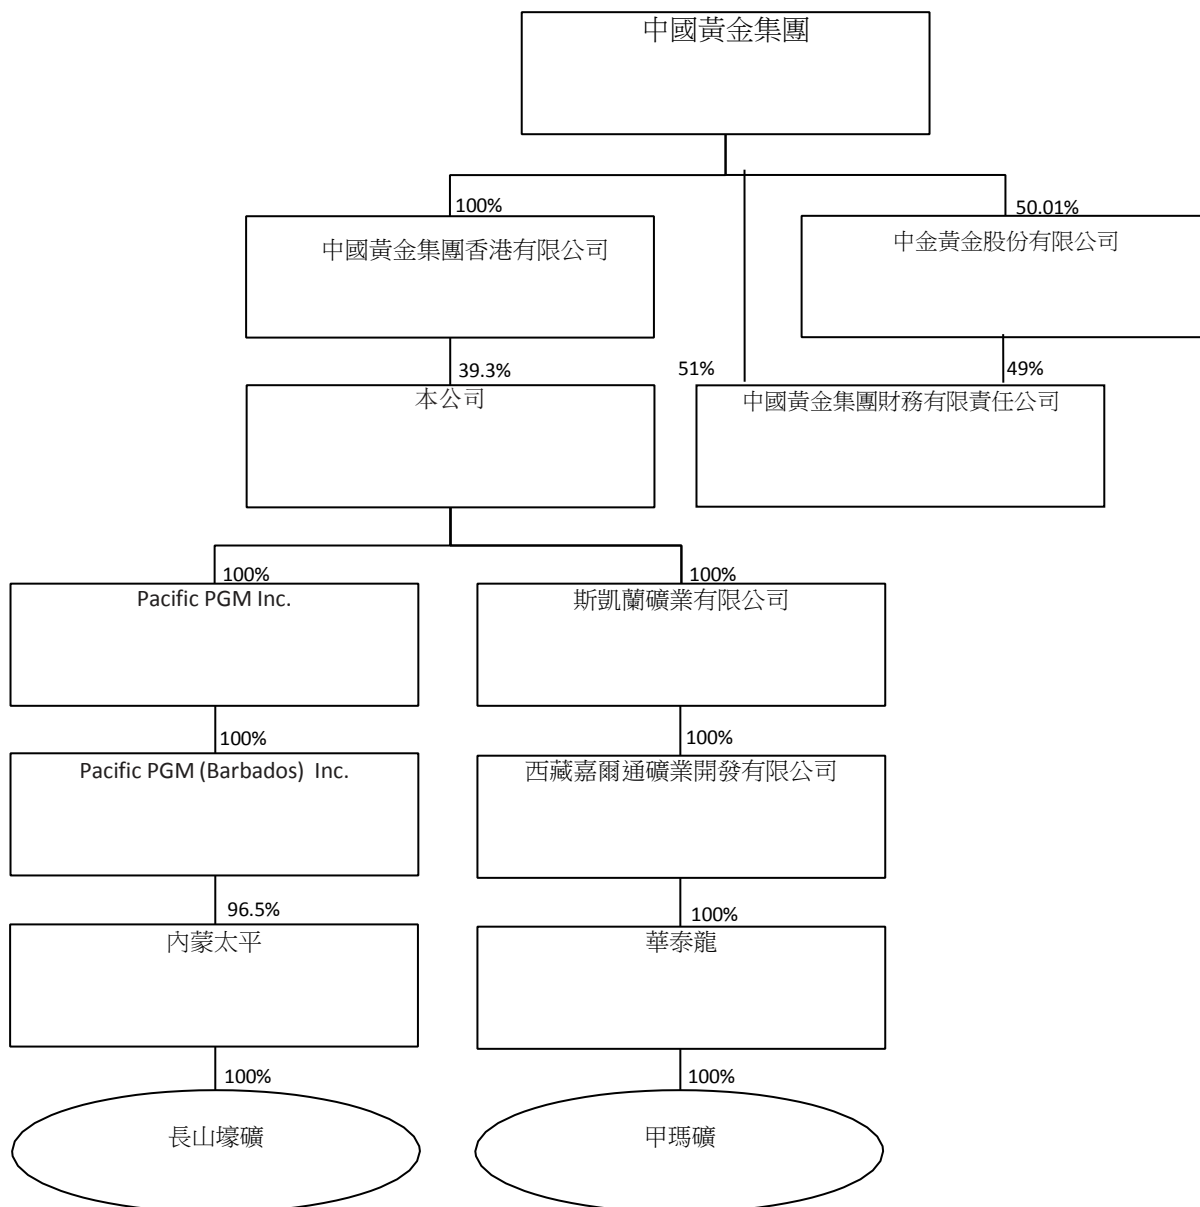 中國黃金集團
100%
50.01%
中國黃金集團香港有限公司
中金黃金股份有限公司
39.3%
51%
49%
本公司
中國黃金集團財務有限責任公司
100%
100%
Pacific PGM Inc.
斯凱蘭礦業有限公司
100%
100%
Pacific PGM (Barbados) Inc.
西藏嘉爾通礦業開發有限公司
96.5%
100%
內蒙太平
華泰龍
100%
100%
長山壕礦
甲瑪礦